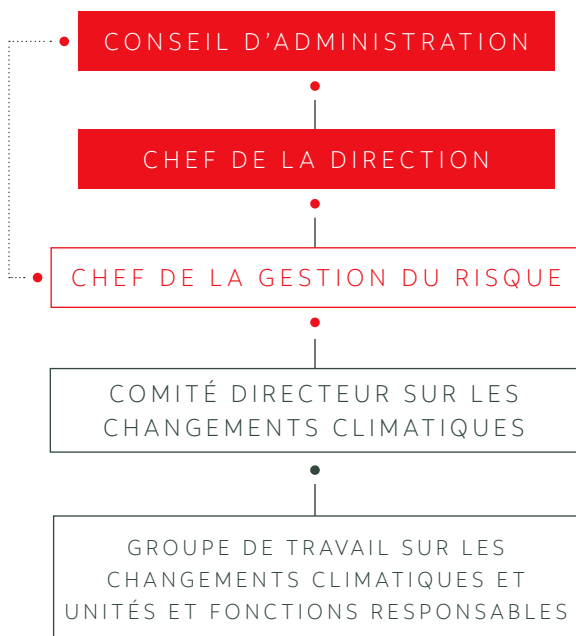 CONSEIL D'ADMINISTRATION
CHEF DE LA DIRECTION
CHEF DE LA GESTION DU RISQUE
COMITÉ DIRECTEUR SUR LES
CHANGEMENTS CLIMATIQUES
GROUPE DE TRAVAIL SUR LES
CHANGEMENTS CLIMATIQUES ET
UNITÉS ET FONCTIONS RESPONSABLES